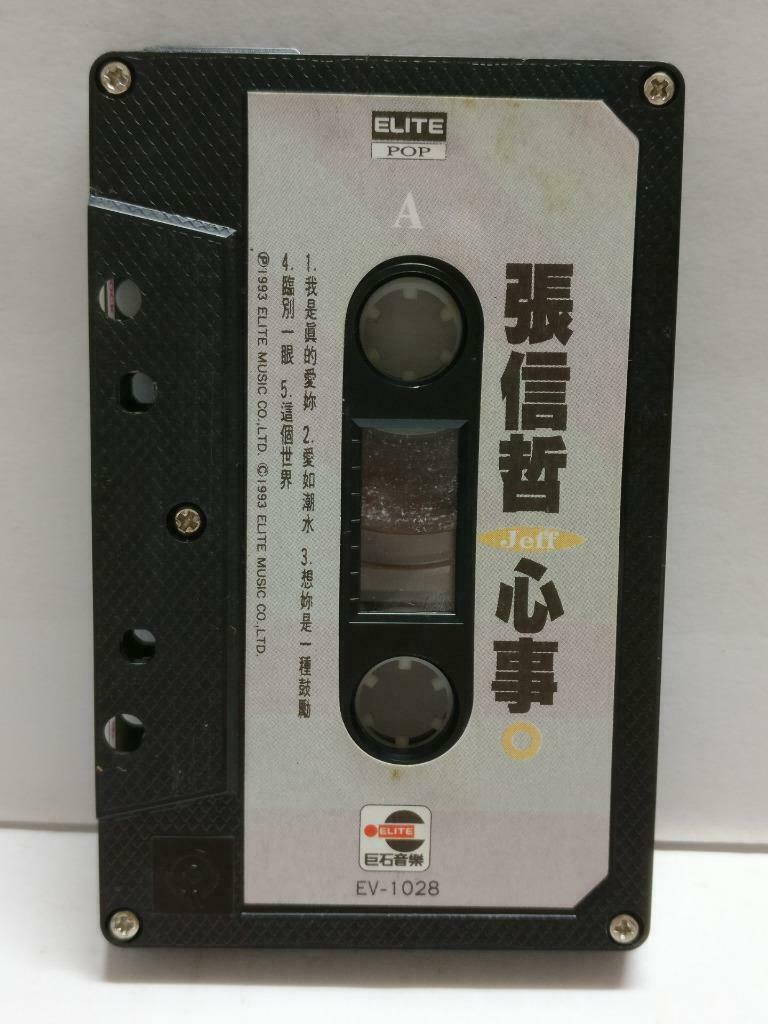 ELITE
POP
A
張信哲
Jeff
心事
1. 我是眞的愛妳 2. 愛如潮水 3. 想妳是一種鼓勵
4. 臨別一眼 5. 這個世界
Ⓟ1993 ELITE MUSIC CO.,LTD. ©1993 ELITE MUSIC CO.,LTD.
ELITE
巨石音樂
EV-1028